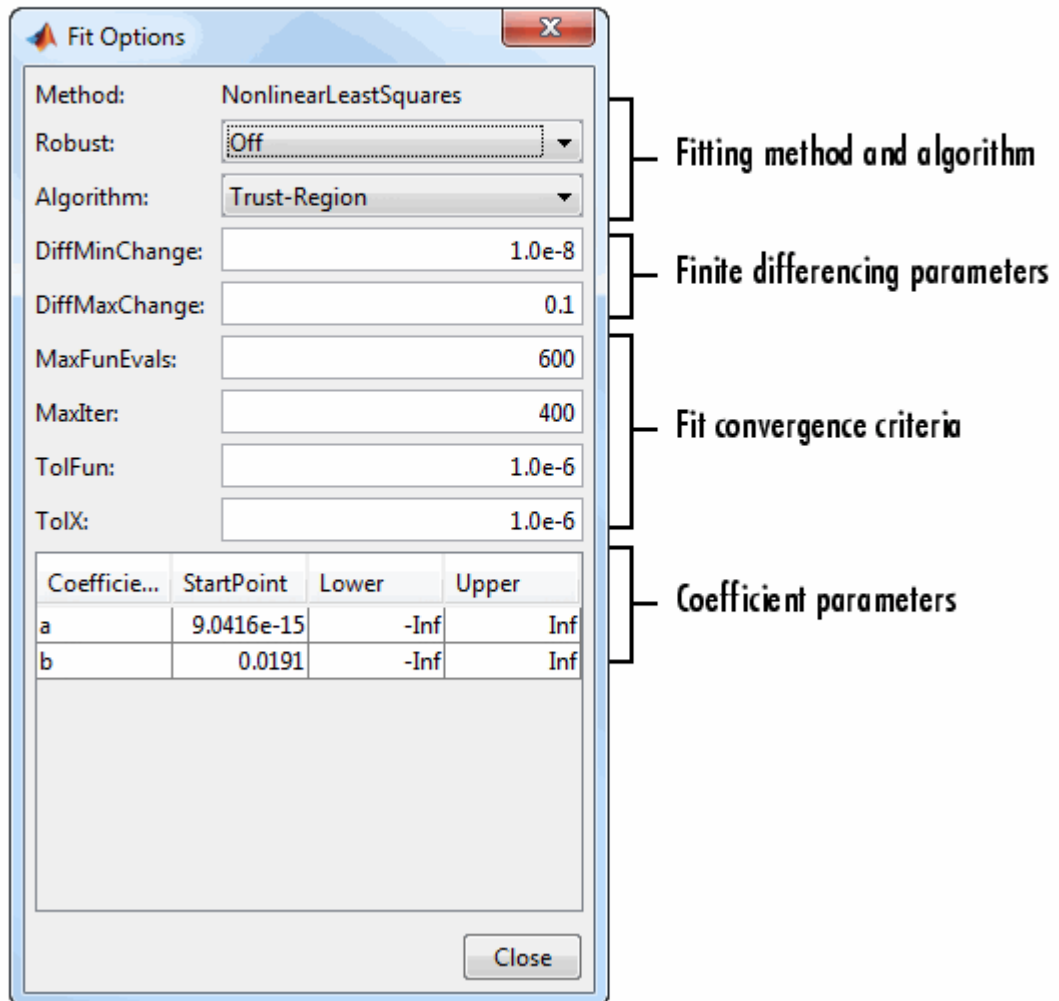 Fit Options
Method: NonlinearLeastSquares
Robust: Off
Algorithm: Trust-Region
Fitting method and algorithm
DiffMinChange: 1.0e-8
DiffMaxChange: 0.1
Finite differencing parameters
MaxFunEvals: 600
MaxIter: 400
TolFun: 1.0e-6
TolX: 1.0e-6
Fit convergence criteria
Coefficie... StartPoint Lower Upper
a 9.0416e-15 -Inf Inf
b 0.0191 -Inf Inf
Coefficient parameters
Close